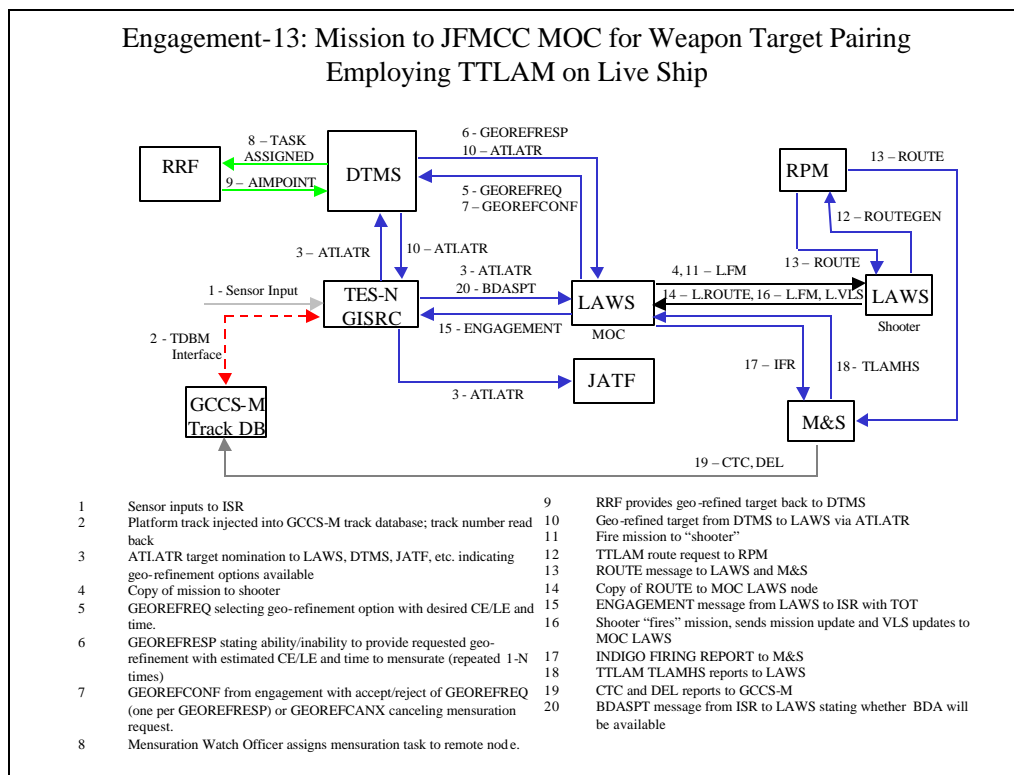 Engagement-13: Mission to JFMCC MOC for Weapon Target Pairing
Employing TTLAM on Live Ship
RRF
8 – TASK
ASSIGNED
9 – AIMPOINT
DTMS
6 - GEOREFRESP
10 – ATI.ATR
5 - GEOREFREQ
7 – GEOREFCONF
RPM
13 – ROUTE
12 – ROUTEGEN
13 – ROUTE
3 – ATI.ATR
10 – ATI.ATR
1 - Sensor Input
TES-N
GISRC
3 - ATI.ATR
20 - BDASPT
15 - ENGAGEMENT
LAWS
MOC
4, 11 – L.FM
14 – L.ROUTE, 16 – L.FM, L.VLS
LAWS
Shooter
2 - TDBM
Interface
3 - ATI.ATR
JATF
17 – IFR
18 - TLAMHS
GCCS-M
Track DB
M&S
19 – CTC, DEL
1 Sensor inputs to ISR
2 Platform track injected into GCCS-M track database; track number read
back
3 ATI.ATR target nomination to LAWS, DTMS, JATF, etc. indicating
geo-refinement options available
4 Copy of mission to shooter
5 GEOREFREQ selecting geo-refinement option with desired CE/LE and
time.
6 GEOREFRESP stating ability/inability to provide requested geo-
refinement with estimated CE/LE and time to mensurate (repeated 1-N
times)
7 GEOREFCONF from engagement with accept/reject of GEOREFREQ
(one per GEOREFRESP) or GEOREFCANX canceling mensuration
request.
8 Mensuration Watch Officer assigns mensuration task to remote node.
9 RRF provides geo-refined target back to DTMS
10 Geo-refined target from DTMS to LAWS via ATI.ATR
11 Fire mission to “shooter”
12 TTLAM route request to RPM
13 ROUTE message to LAWS and M&S
14 Copy of ROUTE to MOC LAWS node
15 ENGAGEMENT message from LAWS to ISR with TOT
16 Shooter “fires” mission, sends mission update and VLS updates to
MOC LAWS
17 INDIGO FIRING REPORT to M&S
18 TTLAM TLAMHS reports to LAWS
19 CTC and DEL reports to GCCS-M
20 BDASPT message from ISR to LAWS stating whether BDA will
be available